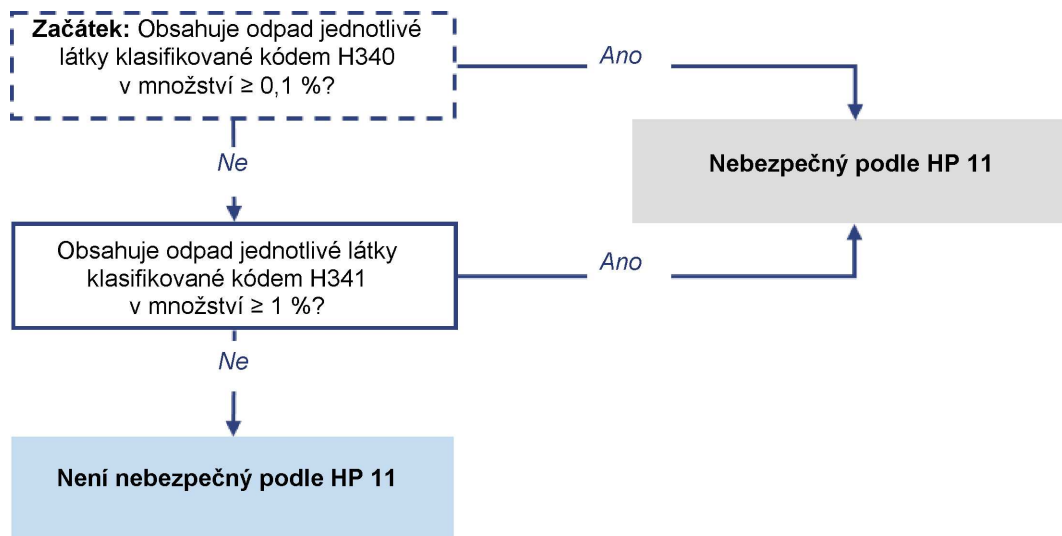 Začátek: Obsahuje odpad jednotlivé
látky klasifikované kódem H340
v množství ≥ 0,1 %?
Ano
Nebezpečný podle HP 11
Ne
Obsahuje odpad jednotlivé látky
klasifikované kódem H341
v množství ≥ 1 %?
Ano
Ne
Není nebezpečný podle HP 11